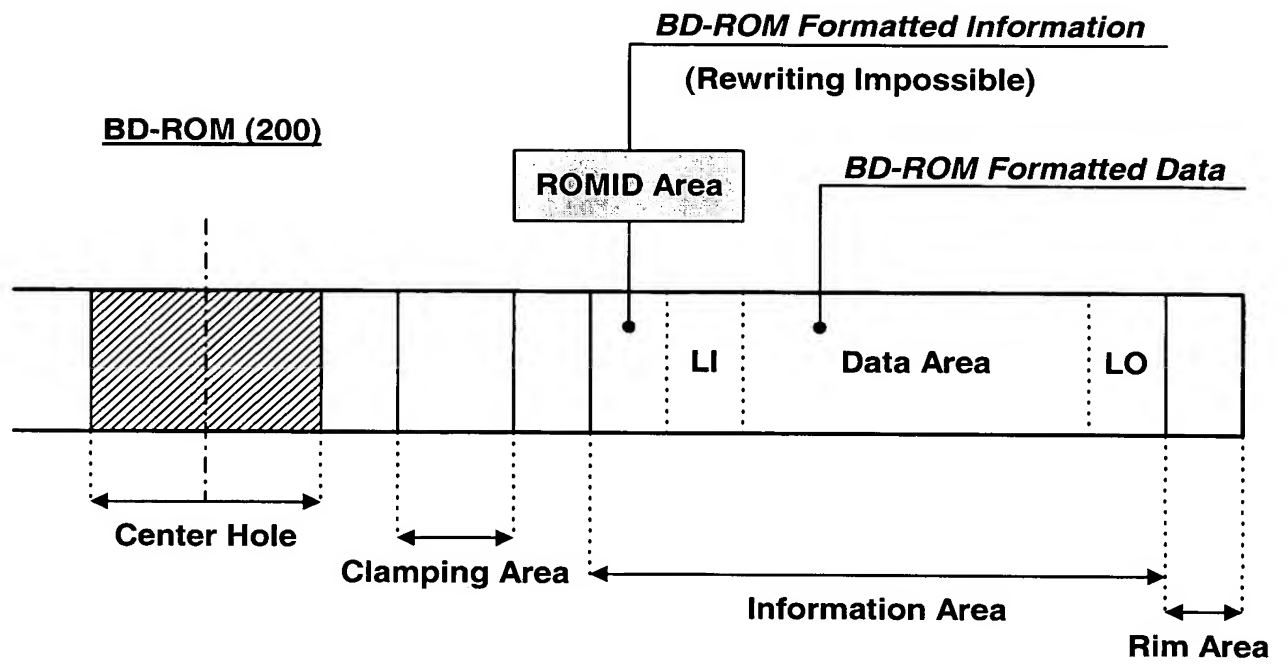 BD-ROM Formatted Information
(Rewriting Impossible)
BD-ROM (200)
ROMID Area
BD-ROM Formatted Data
LI
Data Area
LO
Center Hole
Clamping Area
Information Area
Rim Area